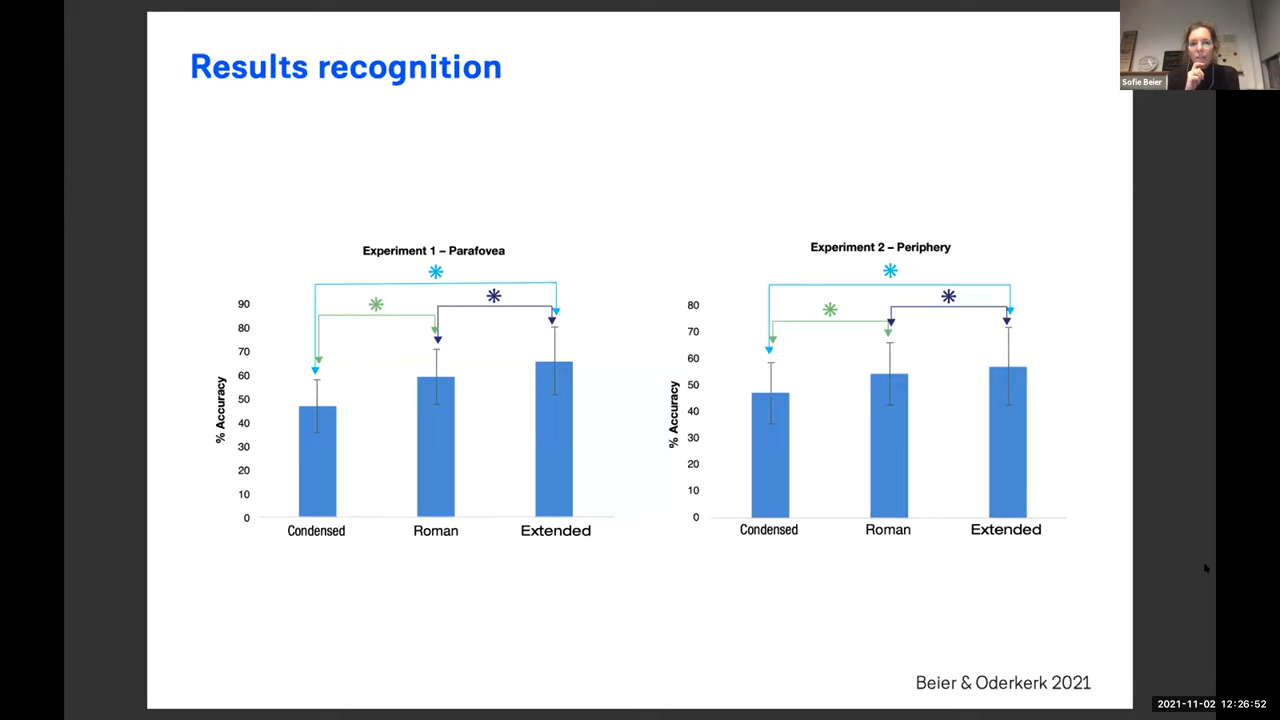 Results recognition
Sofie Beier
Experiment 1 – Parafovea
% Accuracy
90
80
70
60
50
40
30
20
10
0
Condensed Roman Extended
Experiment 2 – Periphery
% Accuracy
80
70
60
50
40
30
20
10
0
Condensed Roman Extended
Beier & Oderkerk 2021
2021-11-02 12:26:52